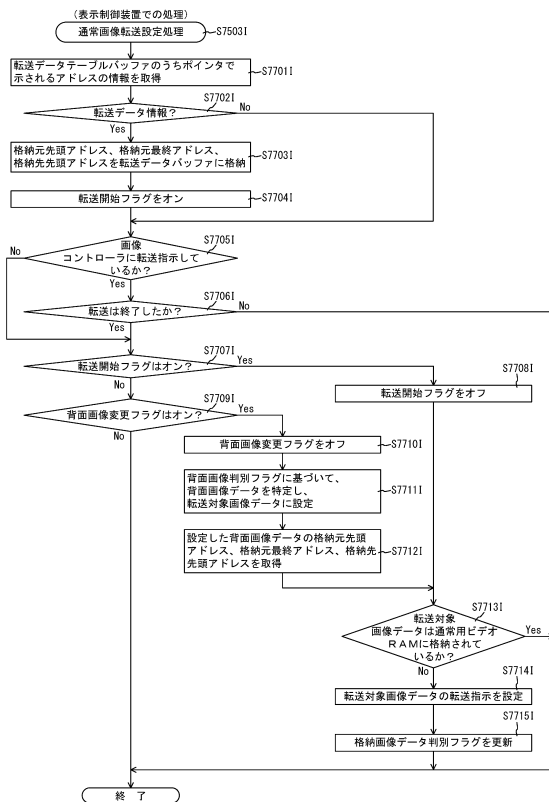 (表示制御装置での処理)
通常画像転送設定処理
S7503I
転送データテーブルバッファのうちポインタで
示されるアドレスの情報を取得
S7701I
転送データ情報?
S7702I
No
Yes
格納元先頭アドレス、格納元最終アドレス、
格納先先頭アドレスを転送データバッファに格納
S7703I
転送開始フラグをオン
S7704I
画像
コントローラに転送指示して
いるか?
S7705I
No
Yes
転送は終了したか?
S7706I
No
Yes
転送開始フラグはオン?
S7707I
Yes
No
転送開始フラグをオフ
S7708I
背面画像変更フラグはオン?
S7709I
Yes
No
背面画像変更フラグをオフ
S7710I
背面画像判別フラグに基づいて、
背面画像データを特定し、
転送対象画像データに設定
S7711I
設定した背面画像データの格納元先頭
アドレス、格納元最終アドレス、格納先
先頭アドレスを取得
S7712I
転送対象
画像データは通常用ビデオ
RAMに格納されて
いるか?
S7713I
Yes
No
転送対象画像データの転送指示を設定
S7714I
格納画像データ判別フラグを更新
S7715I
終 了